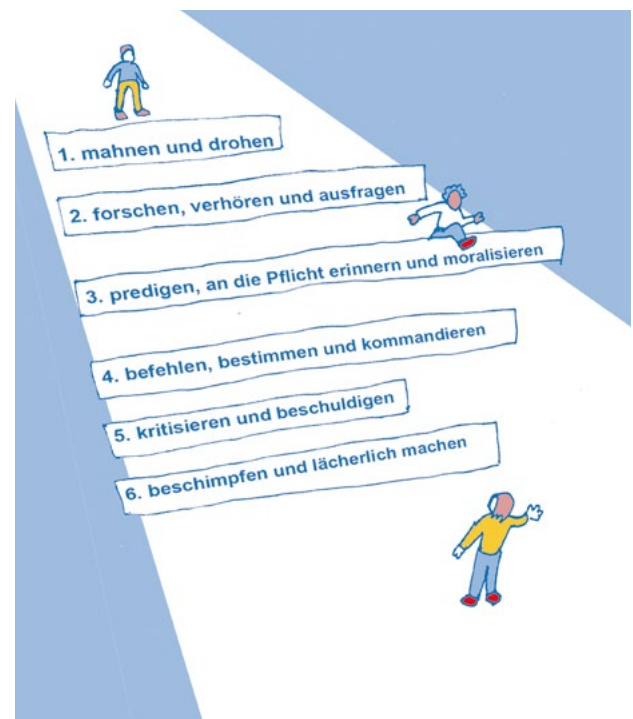 1. mahnen und drohen
2. forschen, verhören und ausfragen
3. predigen, an die Pflicht erinnern und moralisieren
4. befehlen, bestimmen und kommandieren
5. kritisieren und beschuldigen
6. beschimpfen und lächerlich machen